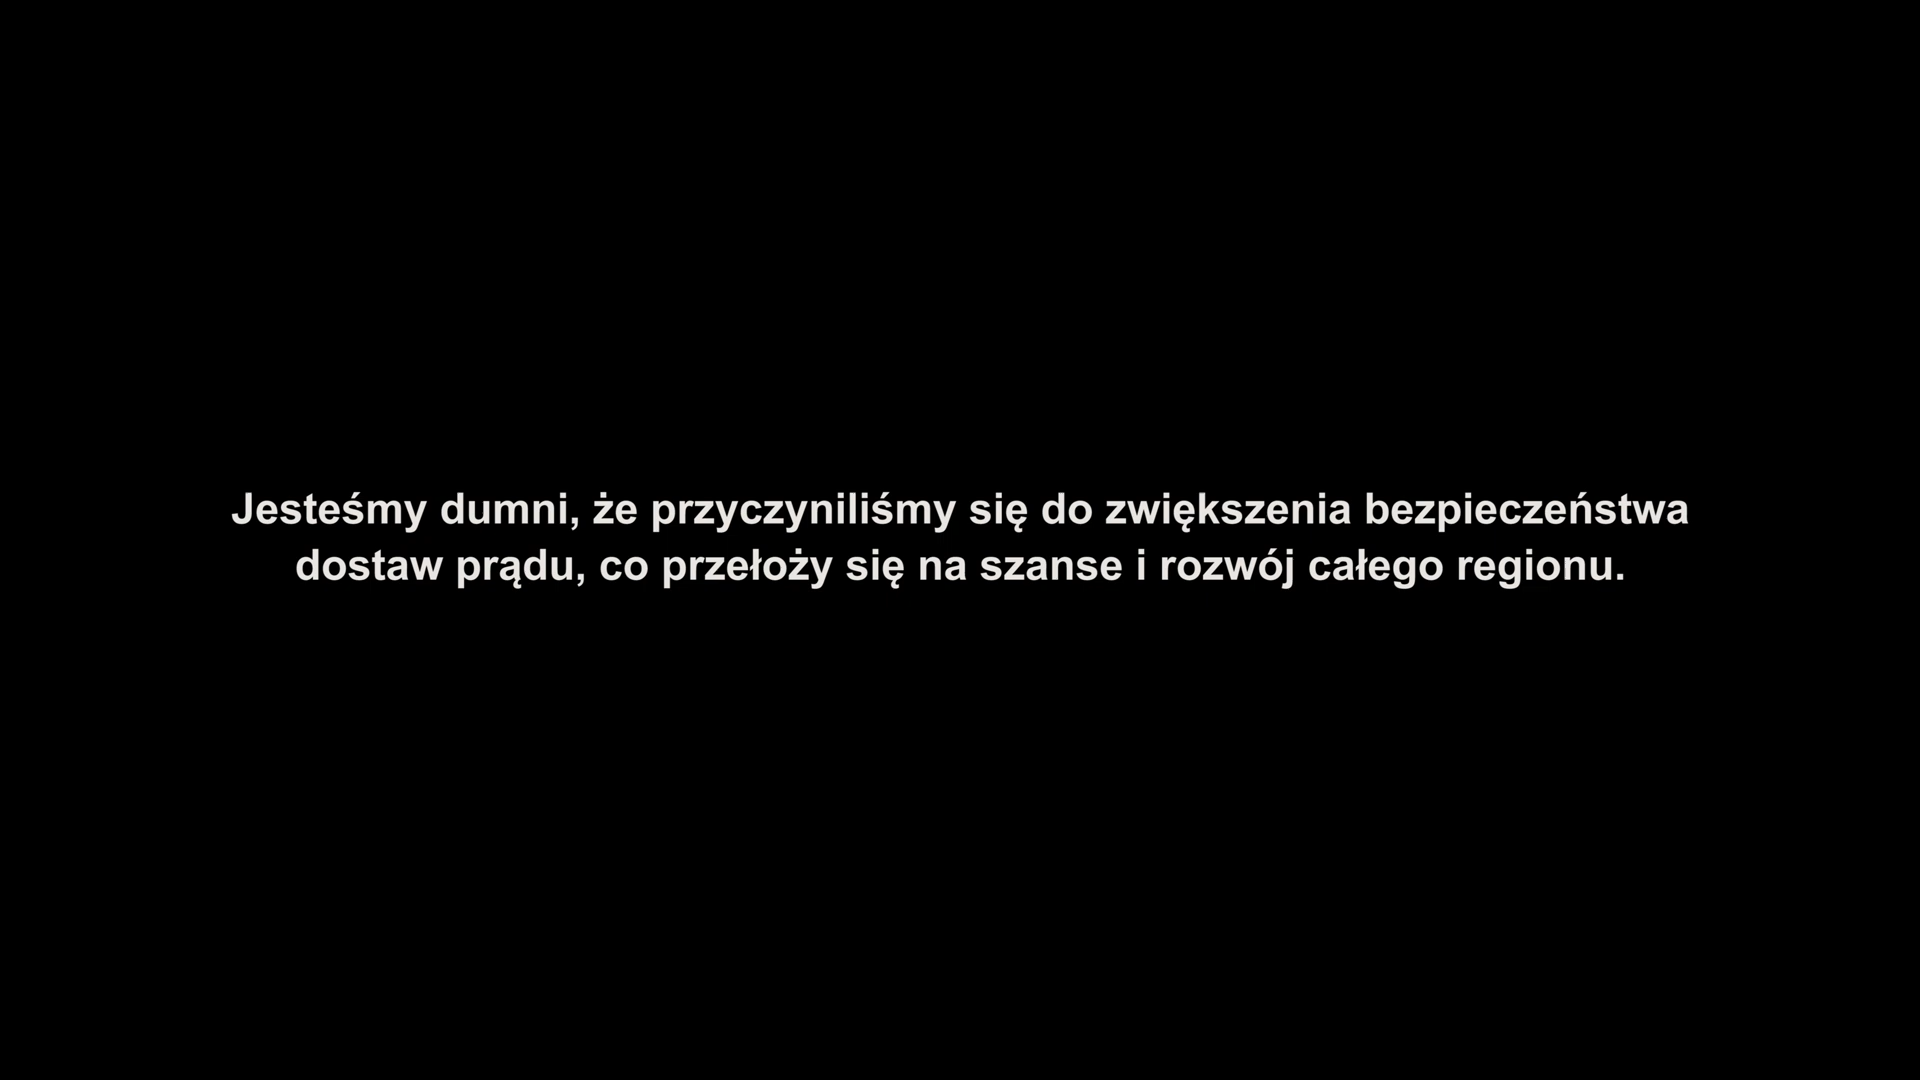 Jesteśmy dumni, że przyczyniliśmy się do zwiększenia bezpieczeństwa
dostaw prądu, co przełoży się na szanse i rozwój całego regionu.